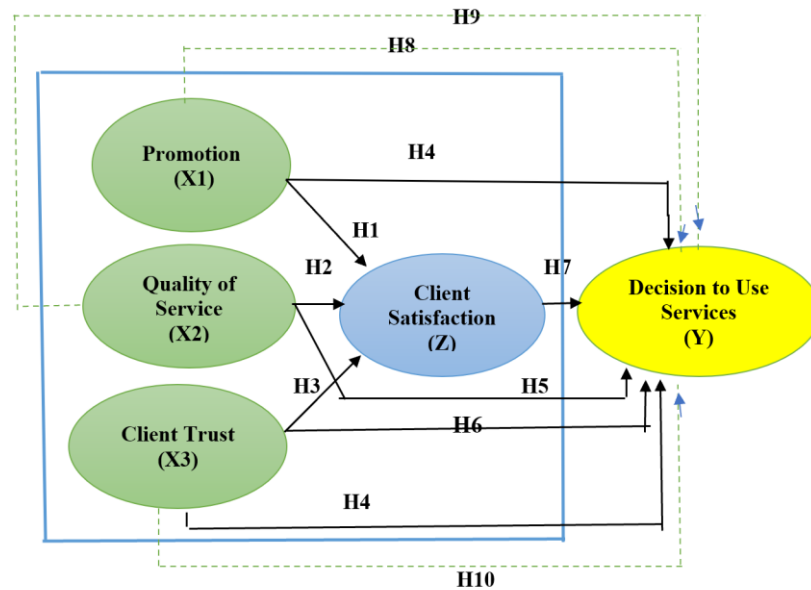 H9
H8
Promotion
(X1)
H4
H1
H2
H7
Quality of
Service
(X2)
Client
Satisfaction
(Z)
Decision to Use
Services
(Y)
H3
H5
Client Trust
(X3)
H6
H4
H10